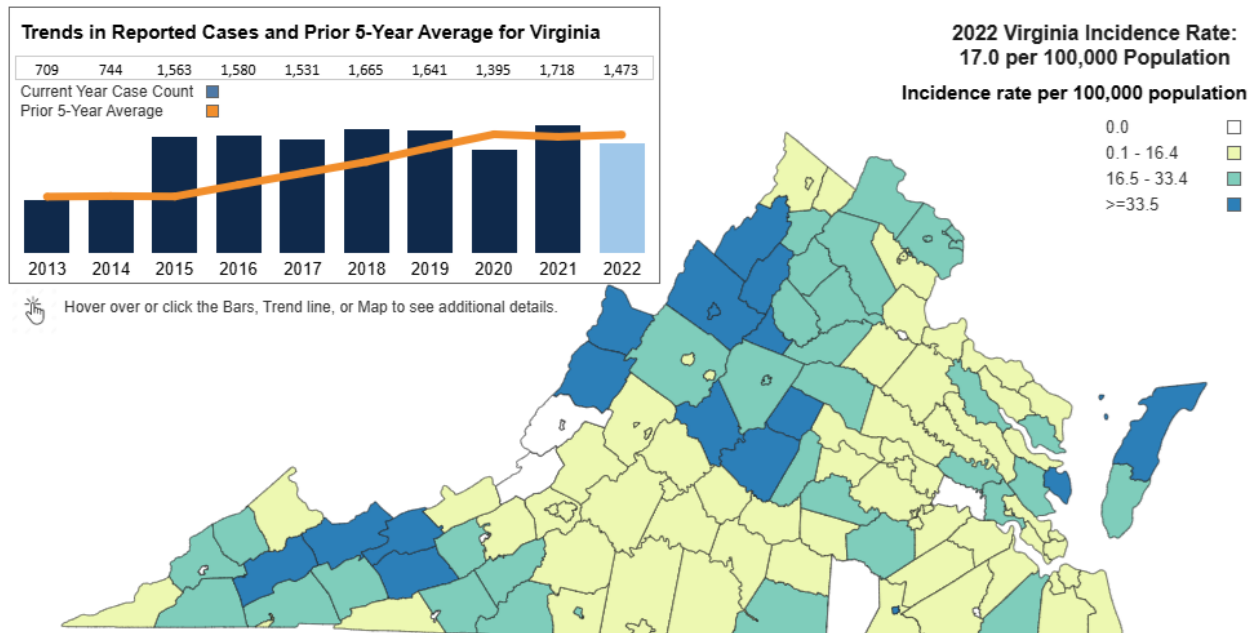 Trends in Reported Cases and Prior 5-Year Average for Virginia
709 744 1,563 1,580 1,531 1,665 1,641 1,395 1,718 1,473
Current Year Case Count
Prior 5-Year Average
2013 2014 2015 2016 2017 2018 2019 2020 2021 2022
Hover over or click the Bars, Trend line, or Map to see additional details.
2022 Virginia Incidence Rate:
17.0 per 100,000 Population
Incidence rate per 100,000 population
0.0
0.1 - 16.4
16.5 - 33.4
>=33.5